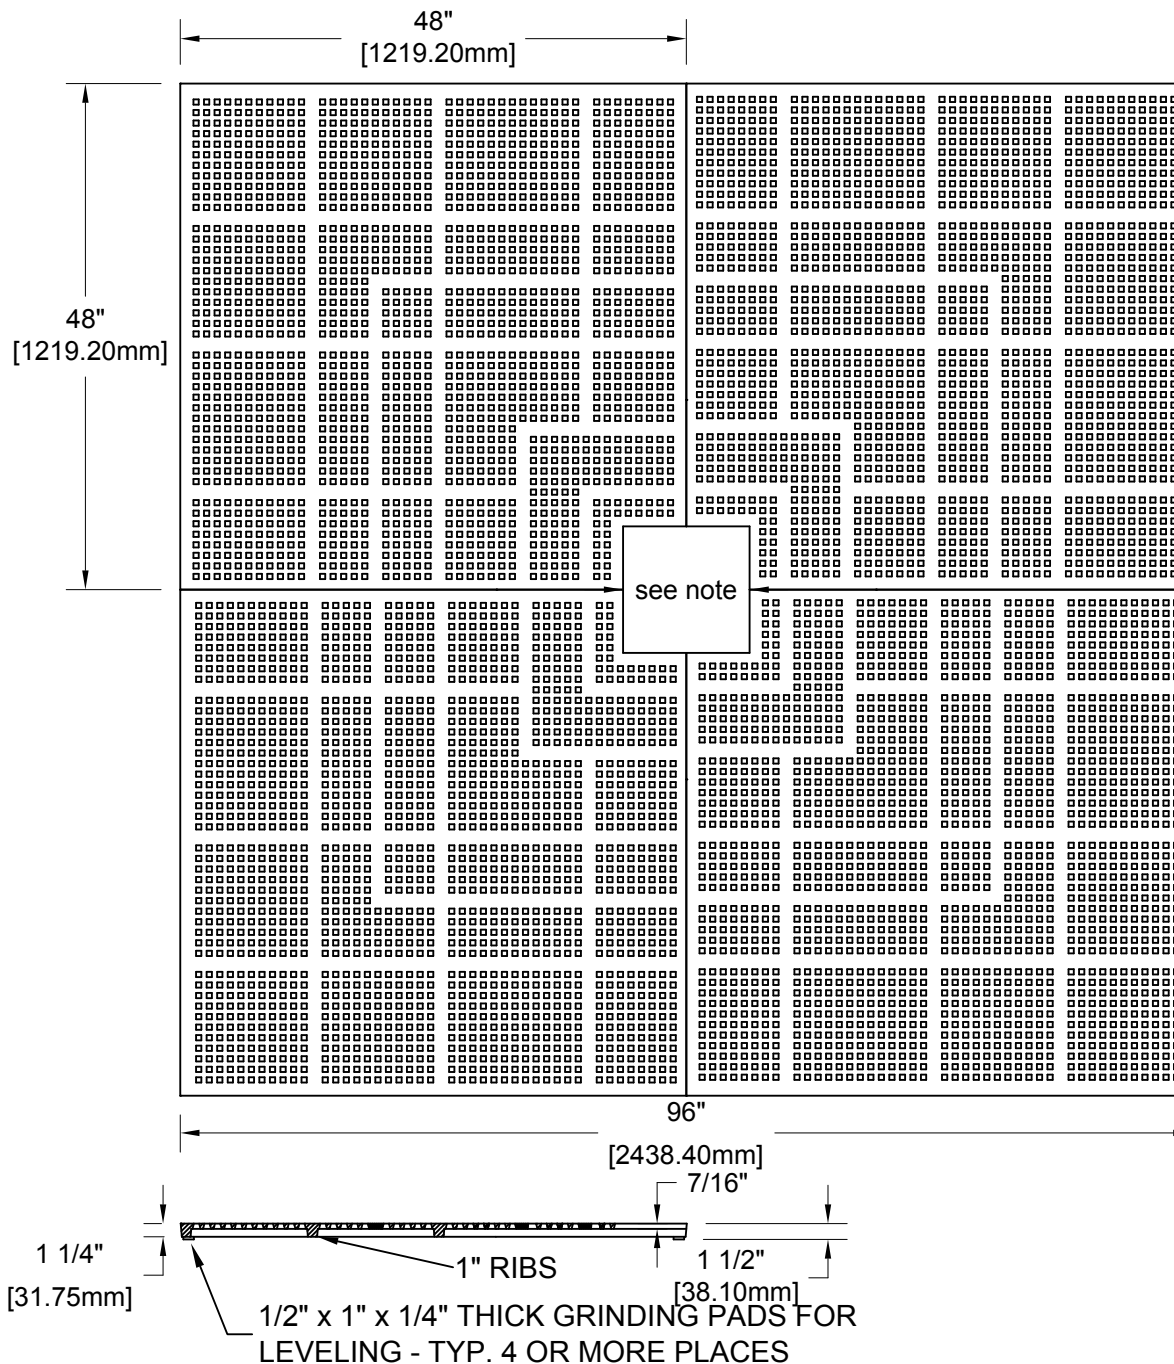 48"
[1219.20mm]
48"
[1219.20mm]
see note
96"
[2438.40mm]
7/16"
1 1/4"
[31.75mm]
1" RIBS
1 1/2"
[38.10mm]
1/2" x 1" x 1/4" THICK GRINDING PADS FOR
LEVELING - TYP. 4 OR MORE PLACES